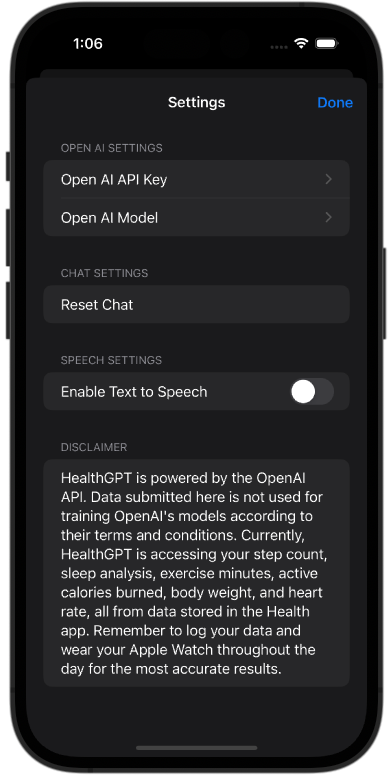 1:06
Settings
Done
OPEN AI SETTINGS
Open AI API Key
Open AI Model
CHAT SETTINGS
Reset Chat
SPEECH SETTINGS
Enable Text to Speech
DISCLAIMER
HealthGPT is powered by the OpenAI
API. Data submitted here is not used for
training OpenAI's models according to
their terms and conditions. Currently,
HealthGPT is accessing your step count,
sleep analysis, exercise minutes, active
calories burned, body weight, and heart
rate, all from data stored in the Health
app. Remember to log your data and
wear your Apple Watch throughout the
day for the most accurate results.